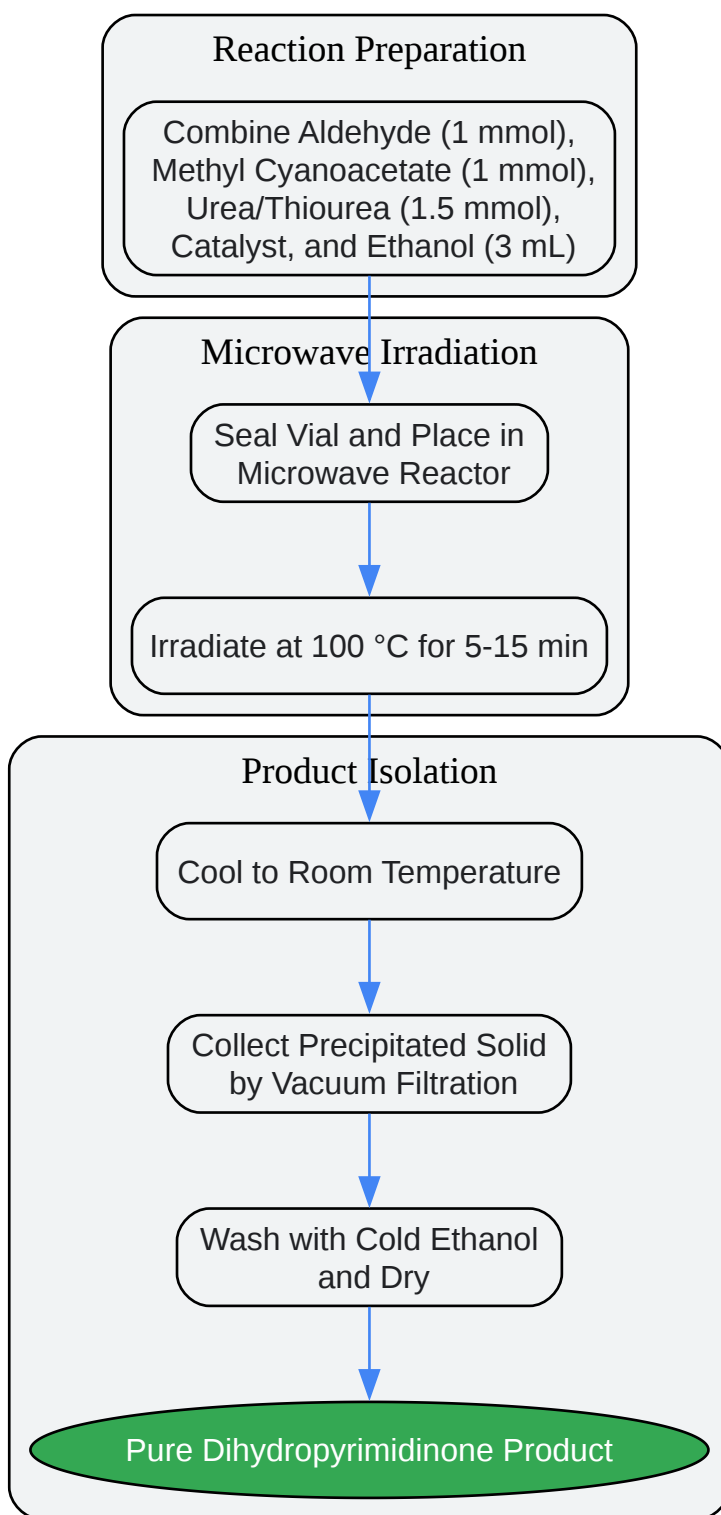 Reaction Preparation
Combine Aldehyde (1 mmol),
Methyl Cyanoacetate (1 mmol),
Urea/Thiourea (1.5 mmol),
Catalyst, and Ethanol (3 mL)
Microwave Irradiation
Seal Vial and Place in
Microwave Reactor
Irradiate at 100 °C for 5-15 min
Product Isolation
Cool to Room Temperature
Collect Precipitated Solid
by Vacuum Filtration
Wash with Cold Ethanol
and Dry
Pure Dihydropyrimidinone Product